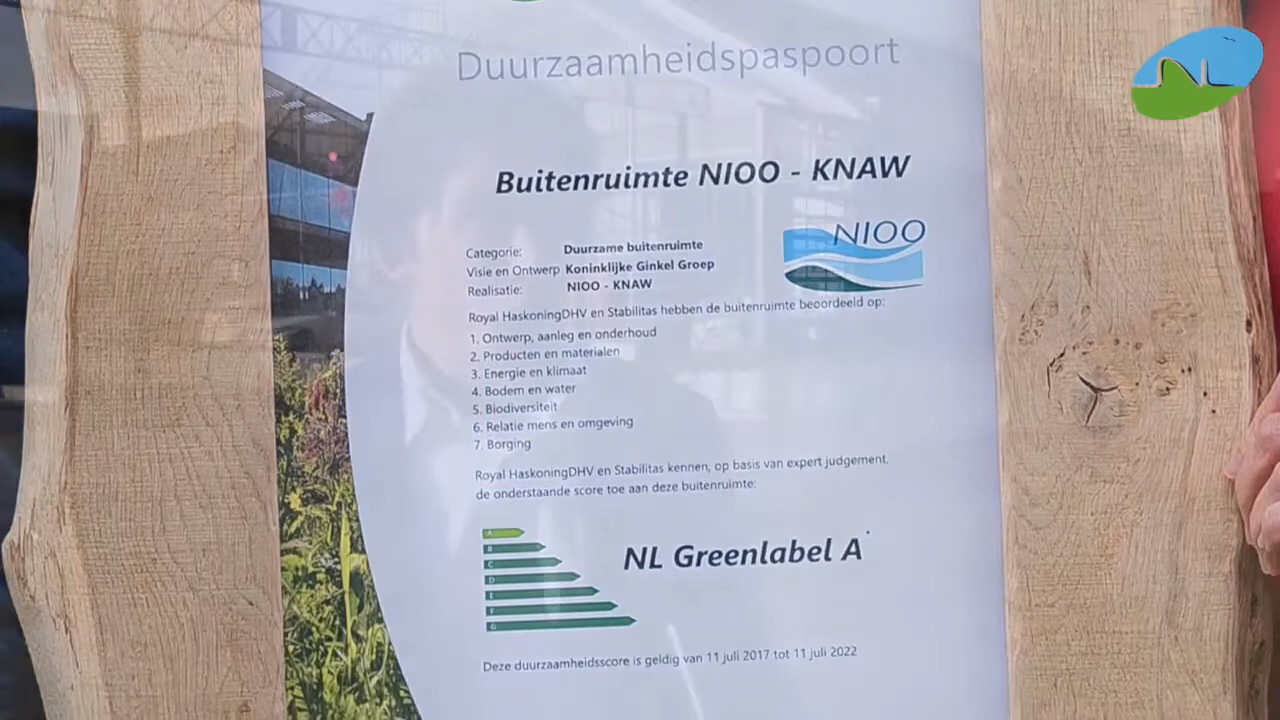 NL
Duurzaamheidspaspoort
Buitenruimte NIOO - KNAW
NIOO
Categorie: Duurzame buitenruimte
Visie en Ontwerp Koninklijke Ginkel Groep
Realisatie: NIOO - KNAW
Royal HaskoningDHV en Stabilitas hebben de buitenruimte beoordeeld op:
1. Ontwerp, aanleg en onderhoud
2. Producten en materialen
3. Energie en klimaat
4. Bodem en water
5. Biodiversiteit
6. Relatie mens en omgeving
7. Borging
Royal HaskoningDHV en Stabilitas kennen, op basis van expert judgement,
de onderstaande score toe aan deze buitenruimte:
A
B
C
D
E
F
G
NL Greenlabel A*
Deze duurzaamheidsscore is geldig van 11 juli 2017 tot 11 juli 2022